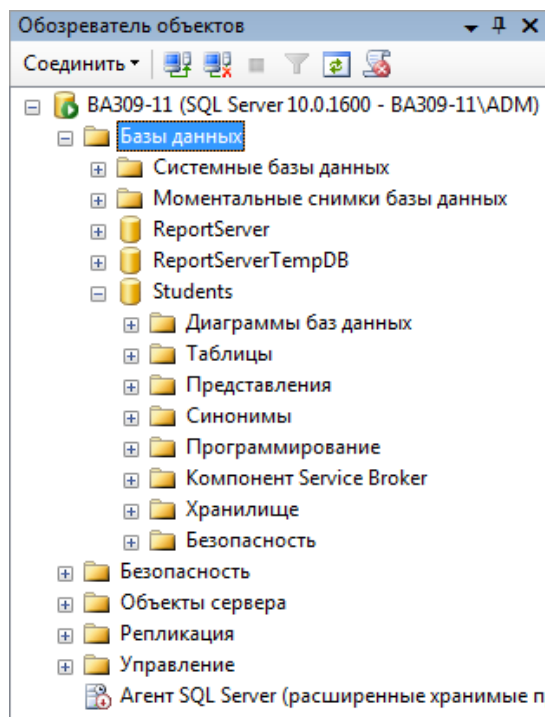 Обозреватель объектов
Соединить
BA309-11 (SQL Server 10.0.1600 - BA309-11\ADM)
Базы данных
Системные базы данных
Моментальные снимки базы данных
ReportServer
ReportServerTempDB
Students
Диаграммы баз данных
Таблицы
Представления
Синонимы
Программирование
Компонент Service Broker
Хранилище
Безопасность
Безопасность
Объекты сервера
Репликация
Управление
Агент SQL Server (расширенные хранимые п